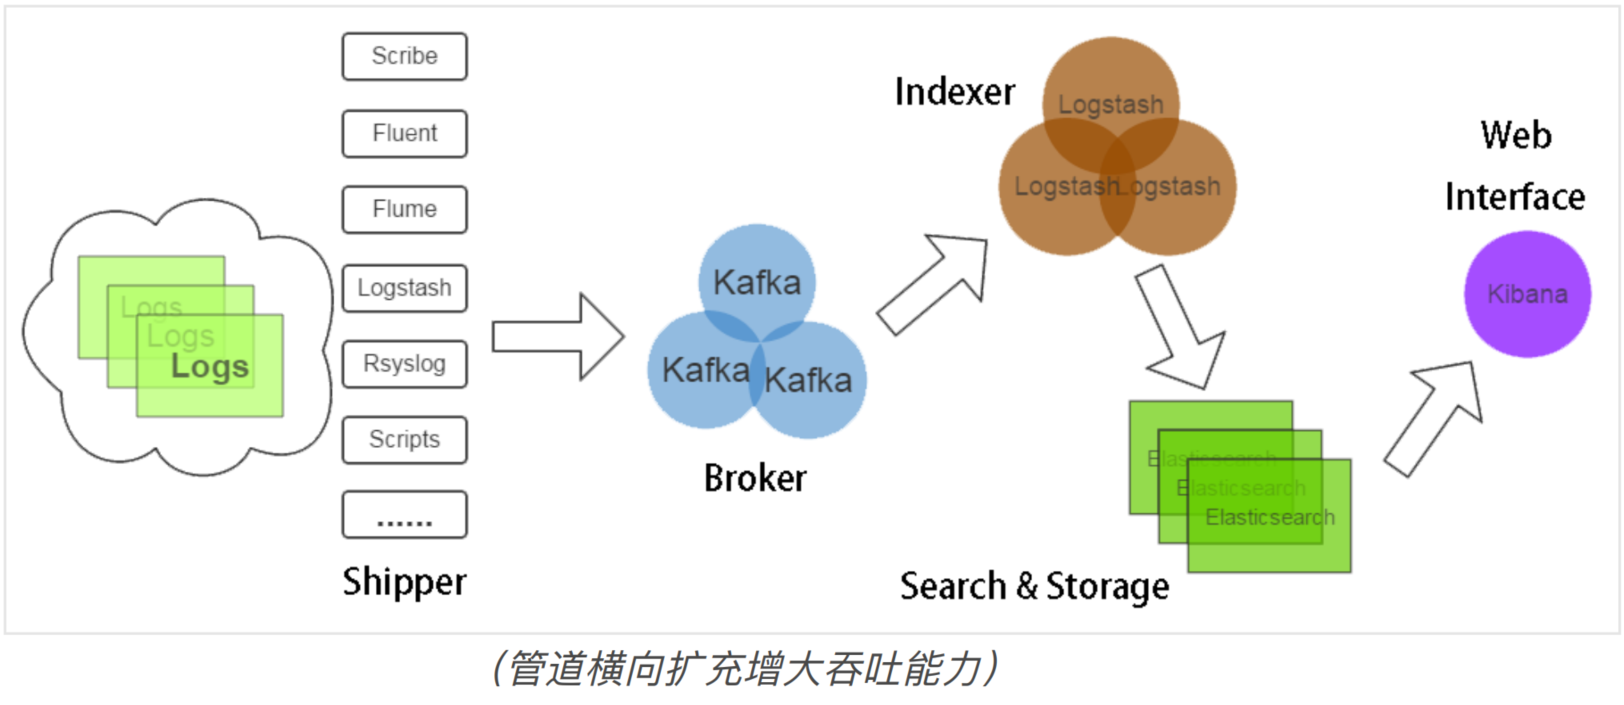 Logs
Logs
Logs
Scribe
Fluent
Flume
Logstash
Rsyslog
Scripts
......
Shipper
Kafka
Kafka
Kafka
Broker
Indexer
Logstash
Logstash
Logstash
Elasticsearch
Elasticsearch
Elasticsearch
Search & Storage
Web
Interface
Kibana
(管道横向扩充增大吞吐能力)